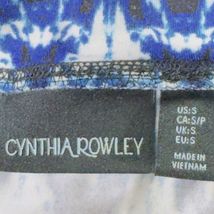 CYNTHIA ROWLEY
US:S
CA:S/P
UK:S
EU:S
MADE IN
VIETNAM